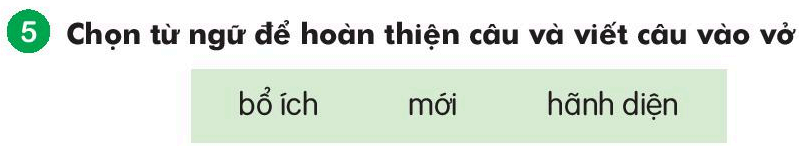 5 Chọn từ ngữ để hoàn thiện câu và viết câu vào vở
bổ ích mới hãnh diện